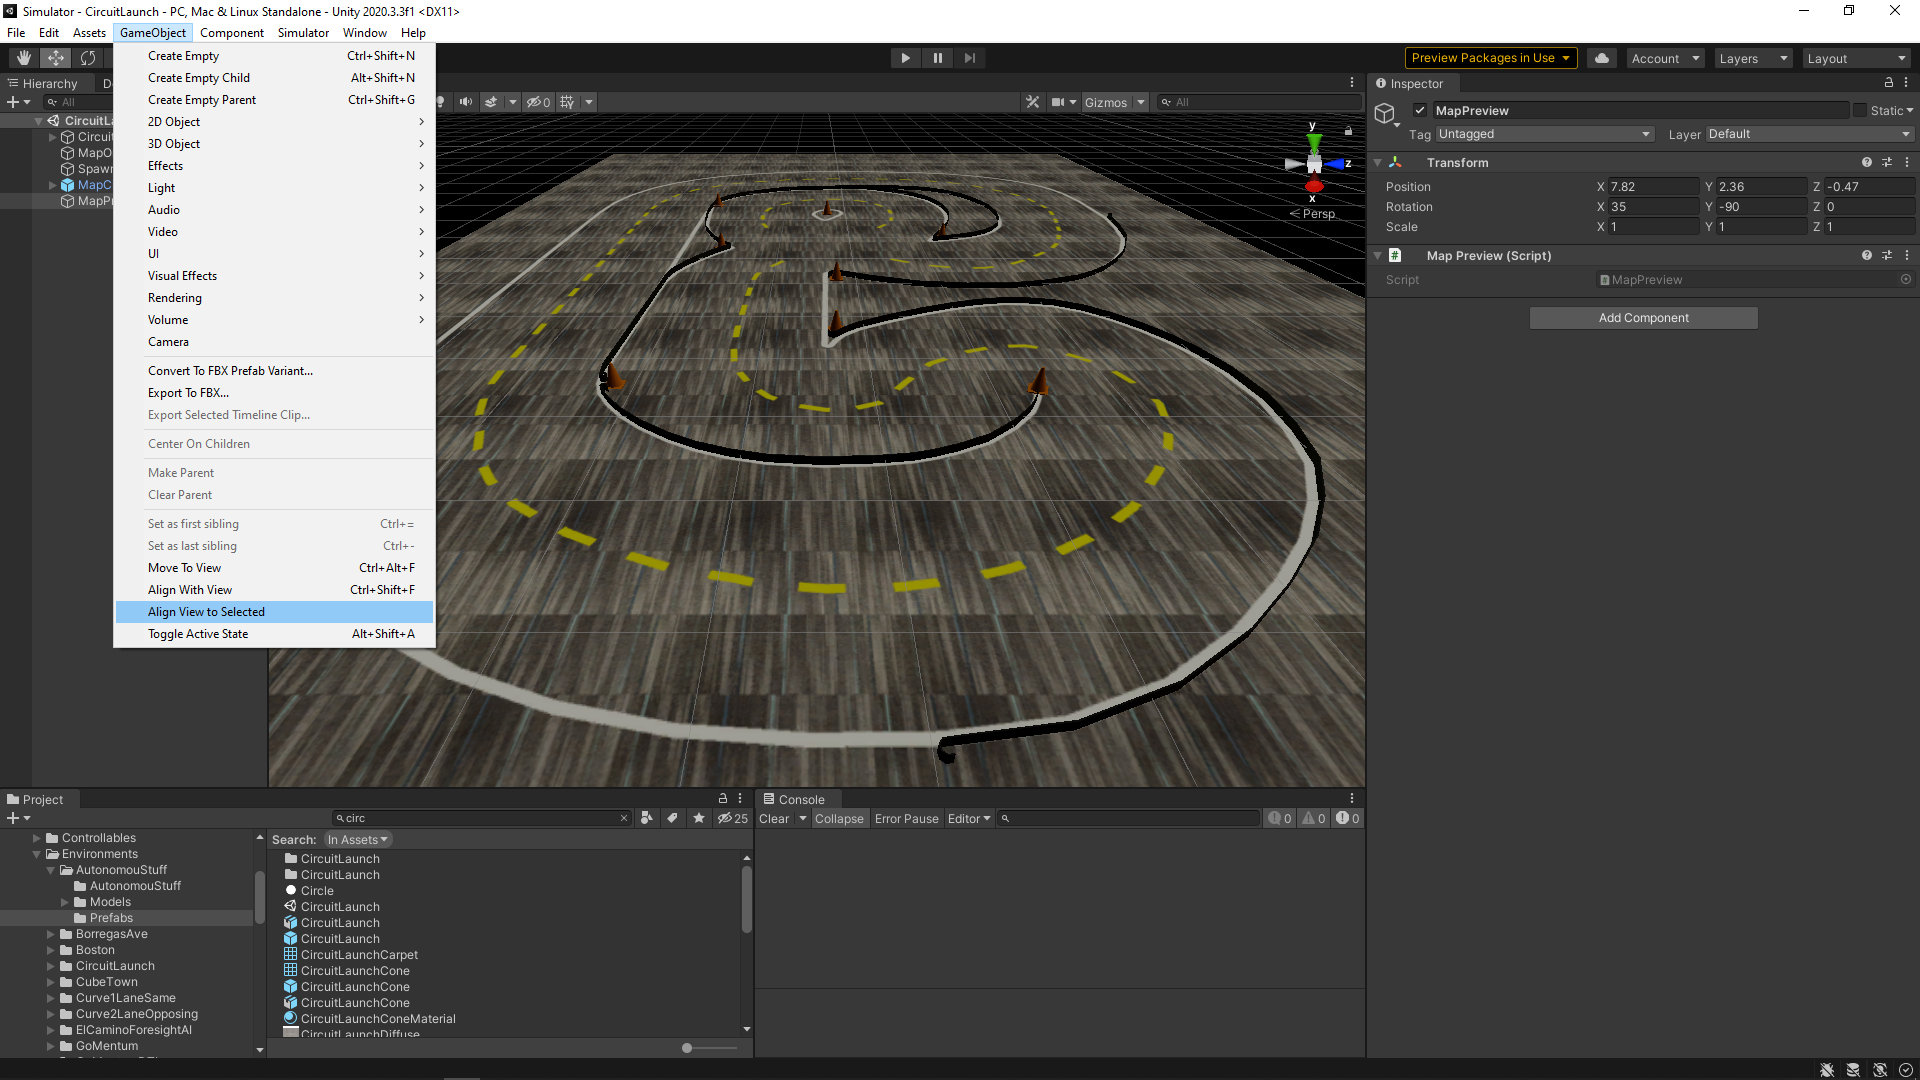 Simulator - CircuitLaunch - PC, Mac & Linux Standalone - Unity 2020.3.3f1 <DX11>
File Edit Assets GameObject Component Simulator Window Help
Preview Packages in Use Account Layers Layout
Create Empty Ctrl+Shift+N
Create Empty Child Alt+Shift+N
Create Empty Parent Ctrl+Shift+G
2D Object
3D Object
Effects
Light
Audio
Video
UI
Visual Effects
Rendering
Volume
Camera
Convert To FBX Prefab Variant...
Export To FBX...
Export Selected Timeline Clip...
Center On Children
Make Parent
Clear Parent
Set as first sibling Ctrl+=
Set as last sibling Ctrl+-
Move To View Ctrl+Alt+F
Align With View Ctrl+Shift+F
Align View to Selected
Toggle Active State Alt+Shift+A
Hierarchy D
All
CircuitLa
Circuit
MapO
Spawn
MapC
MapPr
0 Gizmos All
y
z
x
Persp
Inspector
MapPreview Static
Tag Untagged Layer Default
Transform
Position X 7.82 Y 2.36 Z -0.47
Rotation X 35 Y -90 Z 0
Scale X 1 Y 1 Z 1
Map Preview (Script)
Script MapPreview
Add Component
Project
circ 25
Controllables
Environments
AutonomouStuff
AutonomouStuff
Models
Prefabs
BorregasAve
Boston
CircuitLaunch
CubeTown
Curve1LaneSame
Curve2LaneOpposing
ElCaminoForesightAI
GoMentum
Search: In Assets
CircuitLaunch
CircuitLaunch
Circle
CircuitLaunch
CircuitLaunch
CircuitLaunch
CircuitLaunchCarpet
CircuitLaunchCone
CircuitLaunchCone
CircuitLaunchCone
CircuitLaunchConeMaterial
CircuitLaunchDiffuse
Console
Clear Collapse Error Pause Editor 0 0 0